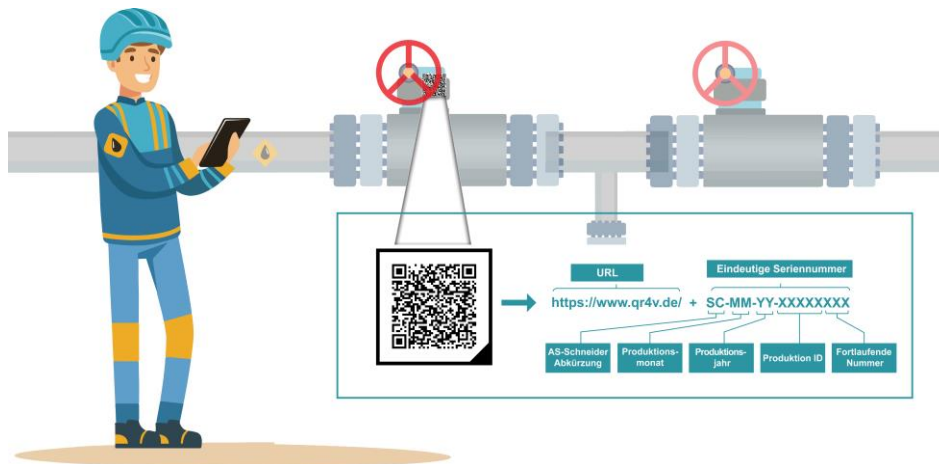 URL
Eindeutige Seriennummer
https://www.qr4v.de/ + SC-MM-YY-XXXXXXXX
AS-Schneider
Abkürzung
Produktions-
monat
Produktions-
jahr
Produktion ID
Fortlaufende
Nummer